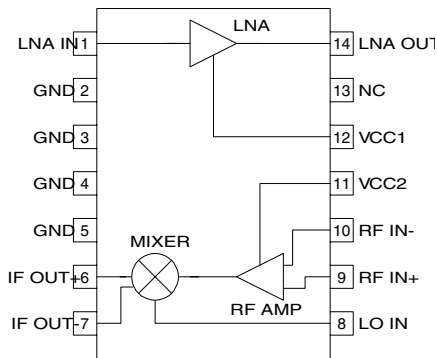 LNA
LNA IN 1
14 LNA OUT
GND 2
13 NC
GND 3
12 VCC1
GND 4
11 VCC2
GND 5
10 RF IN-
MIXER
IF OUT+ 6
9 RF IN+
RF AMP
IF OUT- 7
8 LO IN